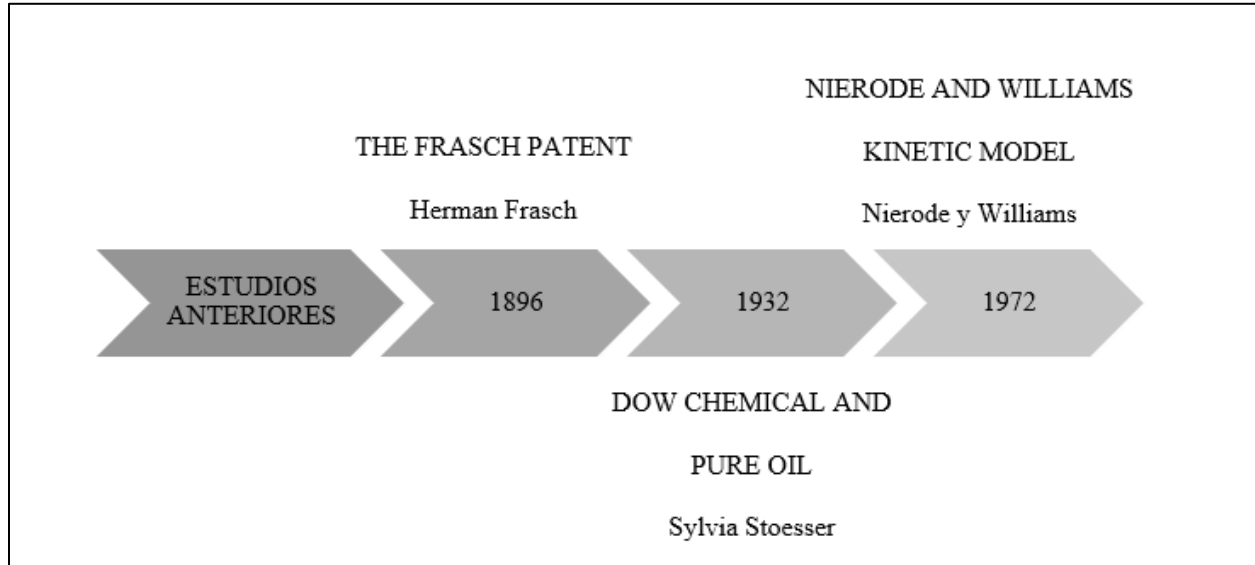 NIERODE AND WILLIAMS
KINETIC MODEL
Nierode y Williams
THE FRASCH PATENT
Herman Frasch
ESTUDIOS
ANTERIORES
1896
1932
1972
DOW CHEMICAL AND
PURE OIL
Sylvia Stoesser